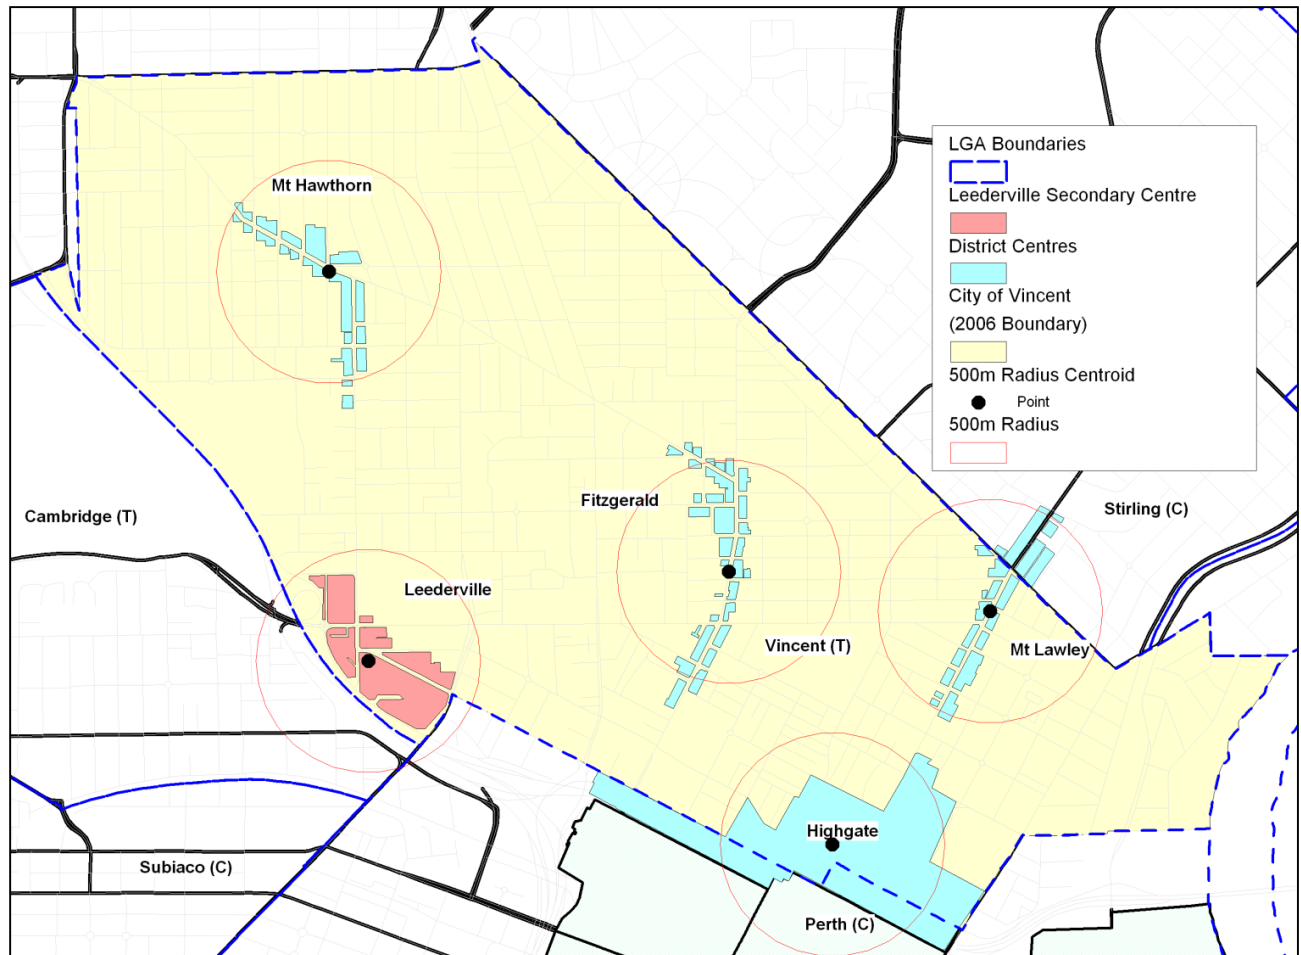 Mt Hawthorn
LGA Boundaries
Leederville Secondary Centre
District Centres
City of Vincent
(2006 Boundary)
500m Radius Centroid
Point
500m Radius
Fitzgerald
Stirling (C)
Cambridge (T)
Leederville
Vincent (T)
Mt Lawley
Highgate
Subiaco (C)
Perth (C)